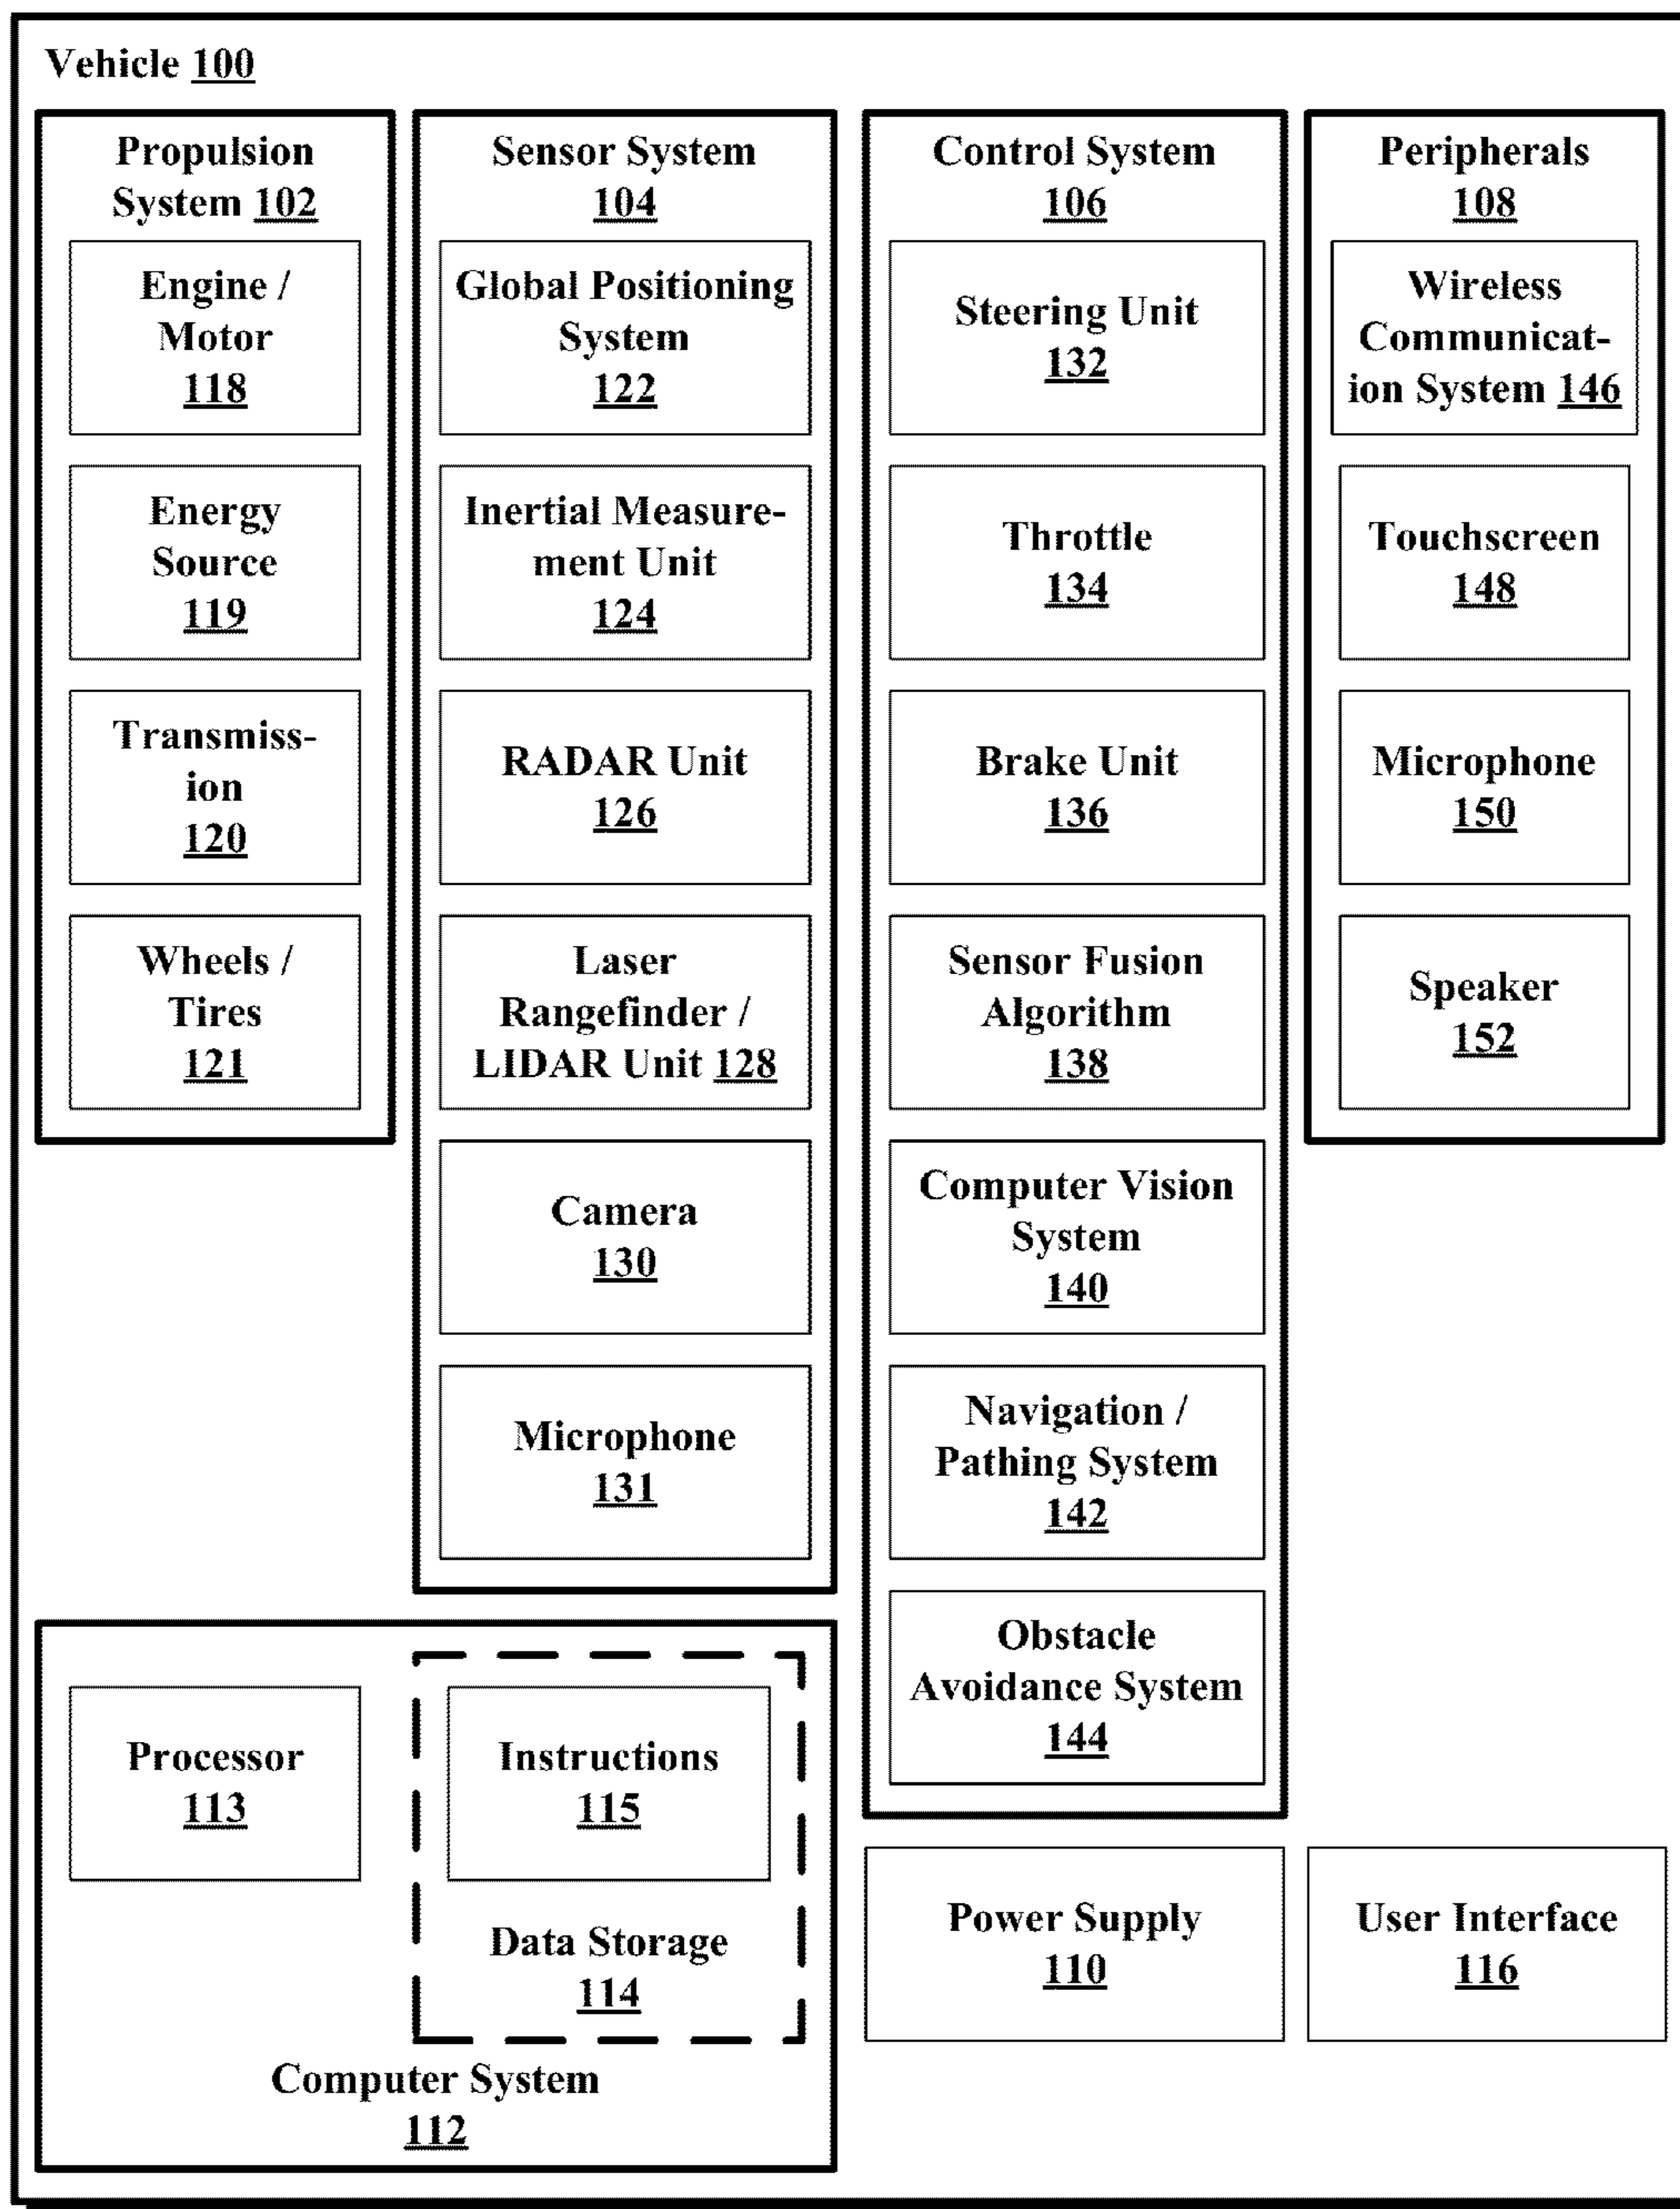 Vehicle 100
Propulsion
System 102
Engine /
Motor
118
Energy
Source
119
Transmiss-
ion
120
Wheels /
Tires
121
Sensor System
104
Global Positioning
System
122
Inertial Measure-
ment Unit
124
RADAR Unit
126
Laser
Rangefinder /
LIDAR Unit 128
Camera
130
Microphone
131
Control System
106
Steering Unit
132
Throttle
134
Brake Unit
136
Sensor Fusion
Algorithm
138
Computer Vision
System
140
Navigation /
Pathing System
142
Obstacle
Avoidance System
144
Peripherals
108
Wireless
Communicat-
ion System 146
Touchscreen
148
Microphone
150
Speaker
152
Processor
113
Instructions
115
Data Storage
114
Computer System
112
Power Supply
110
User Interface
116